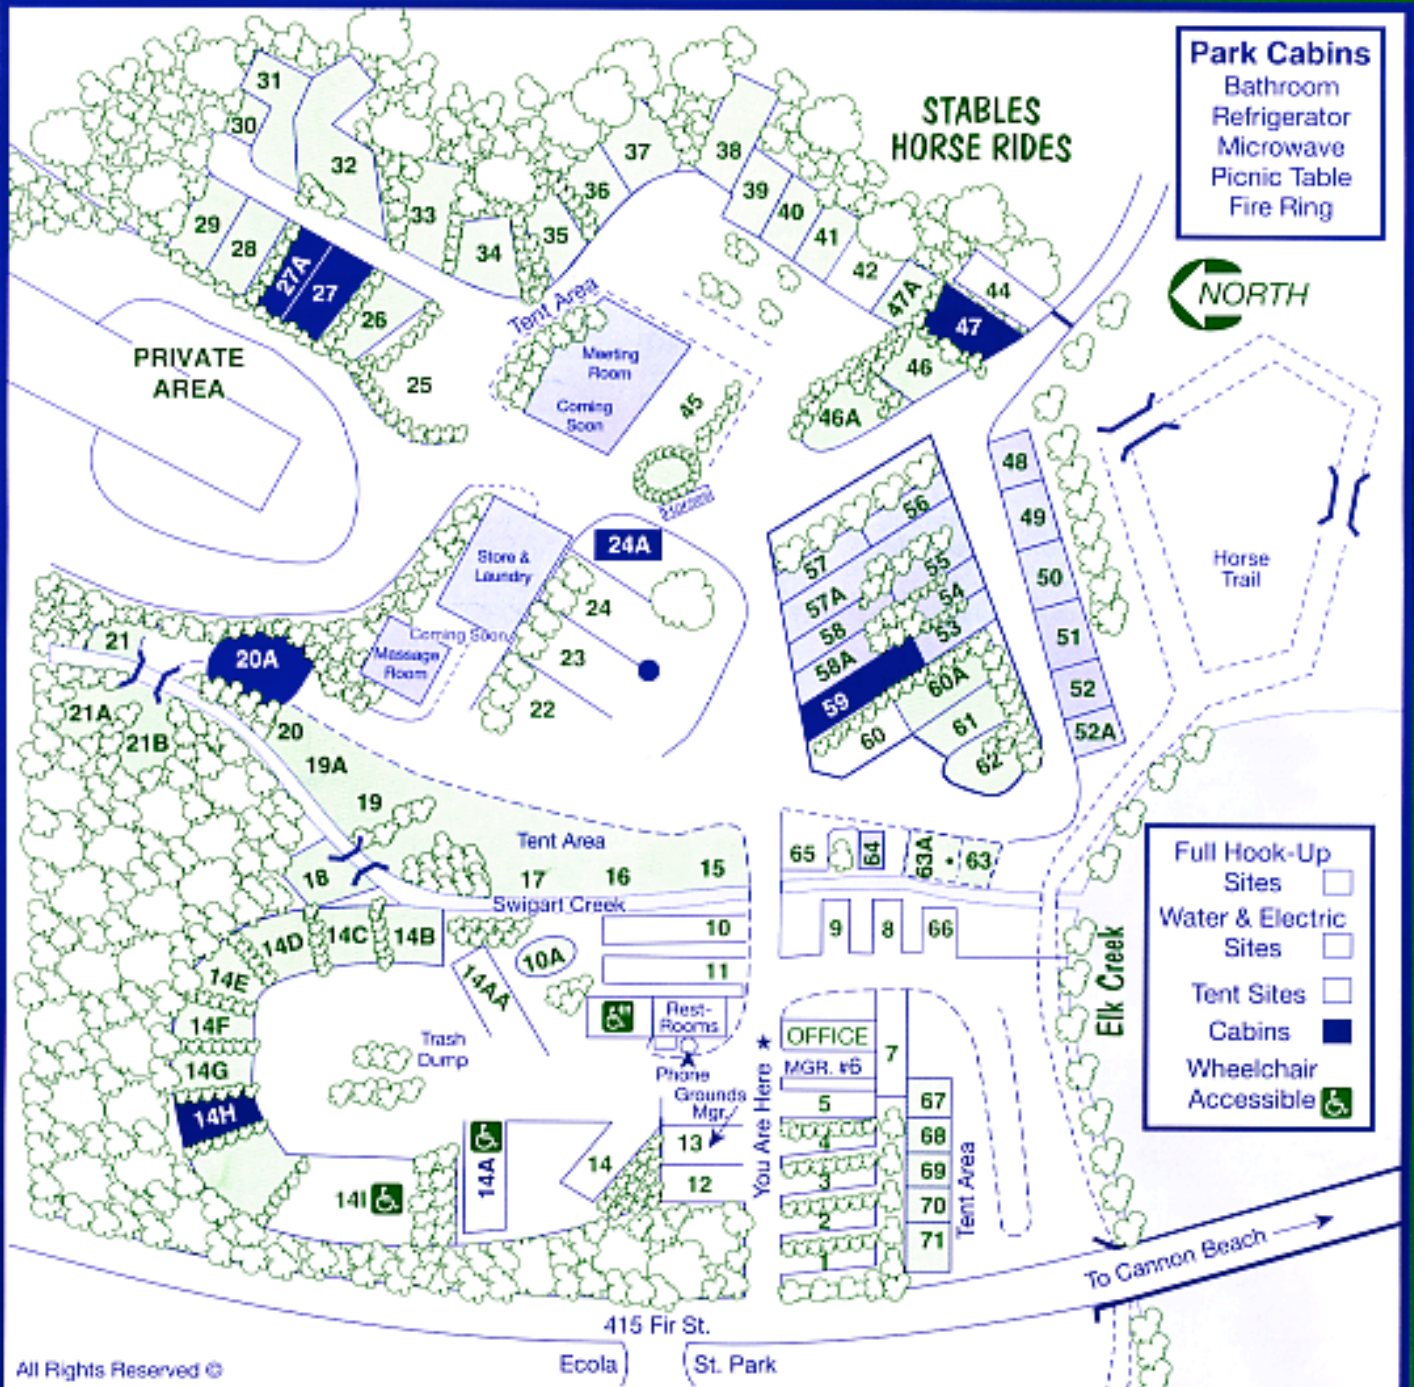 Park Cabins
Bathroom
Refrigerator
Microwave
Picnic Table
Fire Ring
STABLES
HORSE RIDES
NORTH
31
30
32
37
38
36
39
40
41
42
33
34
35
29
28
27A
27
26
25
47A
44
47
46
46A
Tent Area
Meeting
Room
Coming
Soon
45
PRIVATE
AREA
48
49
50
51
52
52A
Horse
Trail
56
57
55
57A
54
58
53
58A
59
60A
60
61
62
24A
Store &
Laundry
24
23
22
Coming Soon
Massage
Room
21
20A
21A
21B
20
19A
19
Tent Area
18
17
16
15
Swigart Creek
65
64
63A
63
9
8
66
10
11
10A
14AA
14B
14C
14D
14E
14F
14G
14H
14I
14A
14
Trash
Dump
Rest-
Rooms
Phone
Grounds
Mgr.
13
12
You Are Here
OFFICE
MGR. #6
7
5
4
3
2
1
67
68
69
70
71
Tent Area
Elk Creek
Full Hook-Up
Sites
Water & Electric
Sites
Tent Sites
Cabins
Wheelchair
Accessible
To Cannon Beach
415 Fir St.
Ecola
St. Park
All Rights Reserved ©